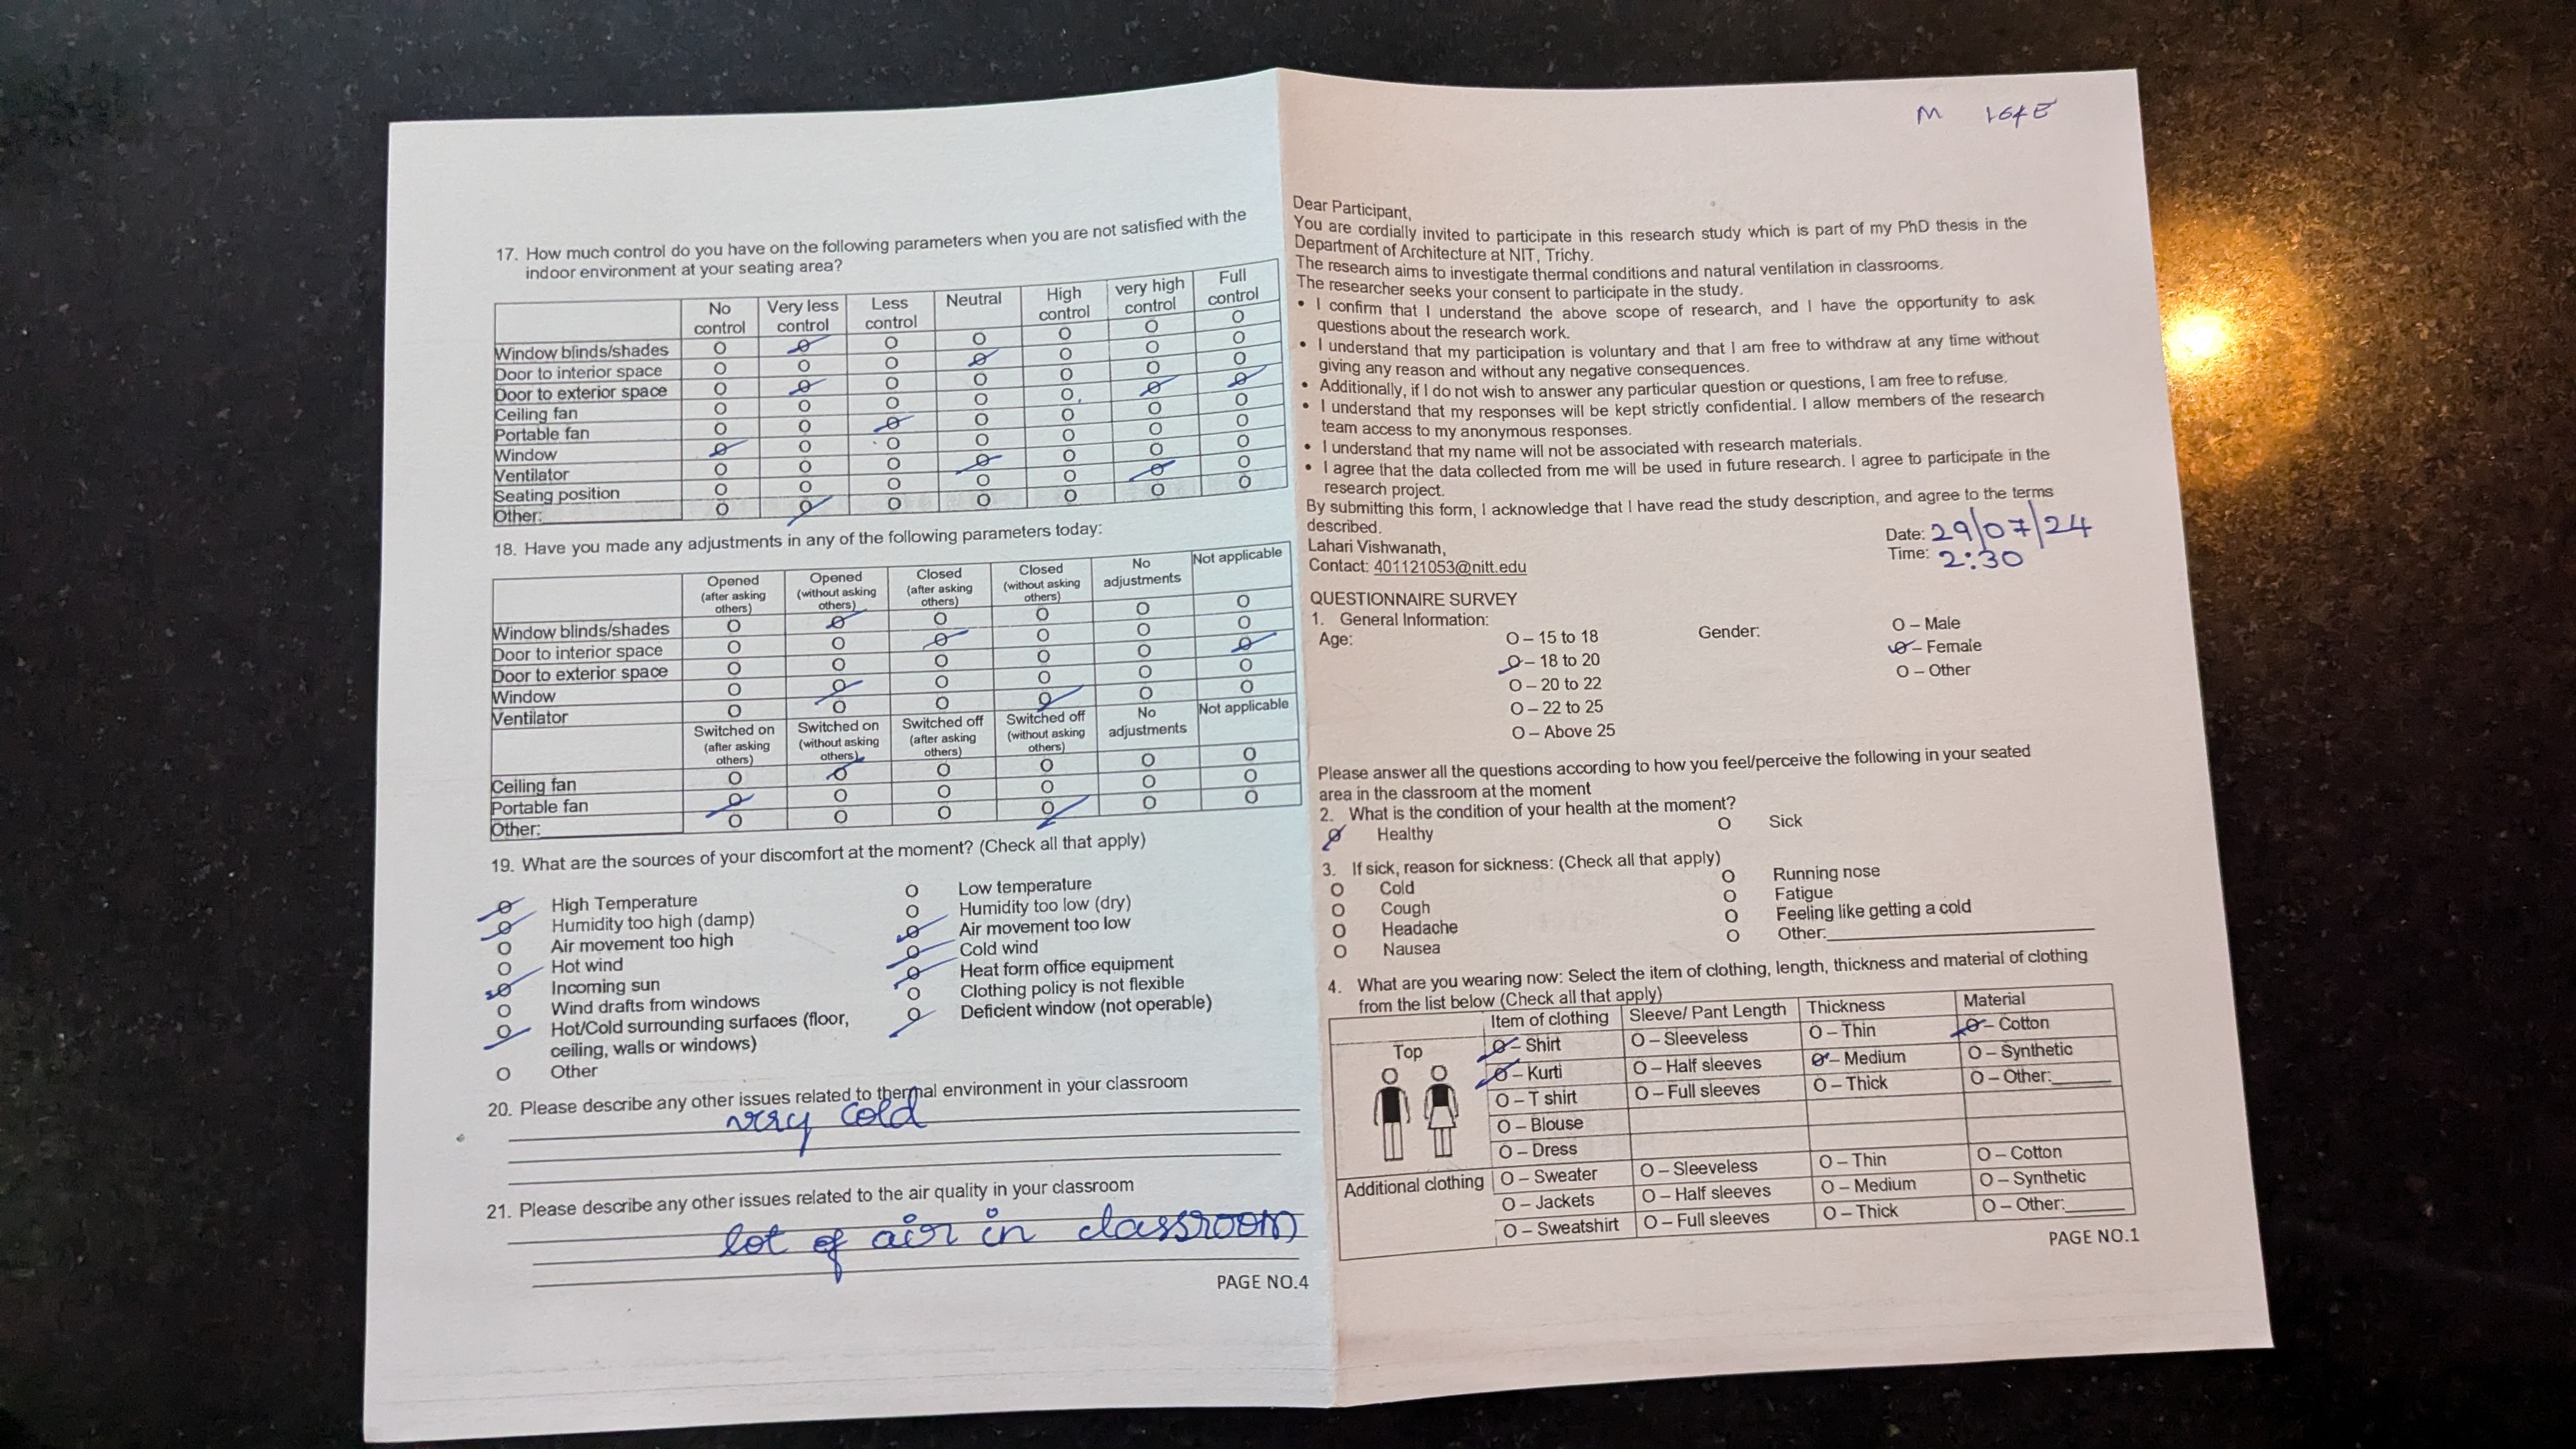 17. How much control do you have on the following parameters when you are not satisfied with the
indoor environment at your seating area?
No control Very less control Less control Neutral High control very high control Full control
Window blinds/shades O O O O O O O
Door to interior space O O O O O O O
Door to exterior space O O O O O O O
Ceiling fan O O O O O O O
Portable fan O O O O O O O
Window O O O O O O O
Ventilator O O O O O O O
Seating position O O O O O O O
Other: O O O O O O O
18. Have you made any adjustments in any of the following parameters today:
Opened (after asking others) Opened (without asking others) Closed (after asking others) Closed (without asking others) No adjustments Not applicable
Window blinds/shades O O O O O O
Door to interior space O O O O O O
Door to exterior space O O O O O O
Window O O O O O O
Ventilator O O O O O O
Switched on (after asking others) Switched on (without asking others) Switched off (after asking others) Switched off (without asking others) No adjustments Not applicable
Ceiling fan O O O O O O
Portable fan O O O O O O
Other: O O O O O O
19. What are the sources of your discomfort at the moment? (Check all that apply)
O High Temperature O Low temperature
O Humidity too high (damp) O Humidity too low (dry)
O Air movement too high O Air movement too low
O Hot wind O Cold wind
O Incoming sun O Heat form office equipment
O Wind drafts from windows O Clothing policy is not flexible
O Hot/Cold surrounding surfaces (floor, O Deficient window (not operable)
ceiling, walls or windows)
O Other
20. Please describe any other issues related to thermal environment in your classroom
very cold
21. Please describe any other issues related to the air quality in your classroom
lot of air in classroom
PAGE NO.4
M
Dear Participant,
You are cordially invited to participate in this research study which is part of my PhD thesis in the
Department of Architecture at NIT, Trichy.
The research aims to investigate thermal conditions and natural ventilation in classrooms.
The researcher seeks your consent to participate in the study.
• I confirm that I understand the above scope of research, and I have the opportunity to ask
questions about the research work.
• I understand that my participation is voluntary and that I am free to withdraw at any time without
giving any reason and without any negative consequences.
• Additionally, if I do not wish to answer any particular question or questions, I am free to refuse.
• I understand that my responses will be kept strictly confidential. I allow members of the research
team access to my anonymous responses.
• I understand that my name will not be associated with research materials.
• I agree that the data collected from me will be used in future research. I agree to participate in the
research project.
By submitting this form, I acknowledge that I have read the study description, and agree to the terms
described.
Date: 29/07/24
Lahari Vishwanath,
Time: 2:30
Contact: 401121053@nitt.edu
QUESTIONNAIRE SURVEY
1. General Information:
Age: O – 15 to 18 Gender: O – Male
O – 18 to 20 O – Female
O – 20 to 22 O – Other
O – 22 to 25
O – Above 25
Please answer all the questions according to how you feel/perceive the following in your seated
area in the classroom at the moment
2. What is the condition of your health at the moment?
O Healthy O Sick
3. If sick, reason for sickness: (Check all that apply)
O Cold O Running nose
O Cough O Fatigue
O Headache O Feeling like getting a cold
O Nausea O Other:
4. What are you wearing now: Select the item of clothing, length, thickness and material of clothing
from the list below (Check all that apply)
Item of clothing Sleeve/ Pant Length Thickness Material
Top O – Shirt O – Sleeveless O – Thin O – Cotton
O – Kurti O – Half sleeves O – Medium O – Synthetic
O – T shirt O – Full sleeves O – Thick O – Other:
O – Blouse
O – Dress
Additional clothing O – Sweater O – Sleeveless O – Thin O – Cotton
O – Jackets O – Half sleeves O – Medium O – Synthetic
O – Sweatshirt O – Full sleeves O – Thick O – Other:
PAGE NO.1